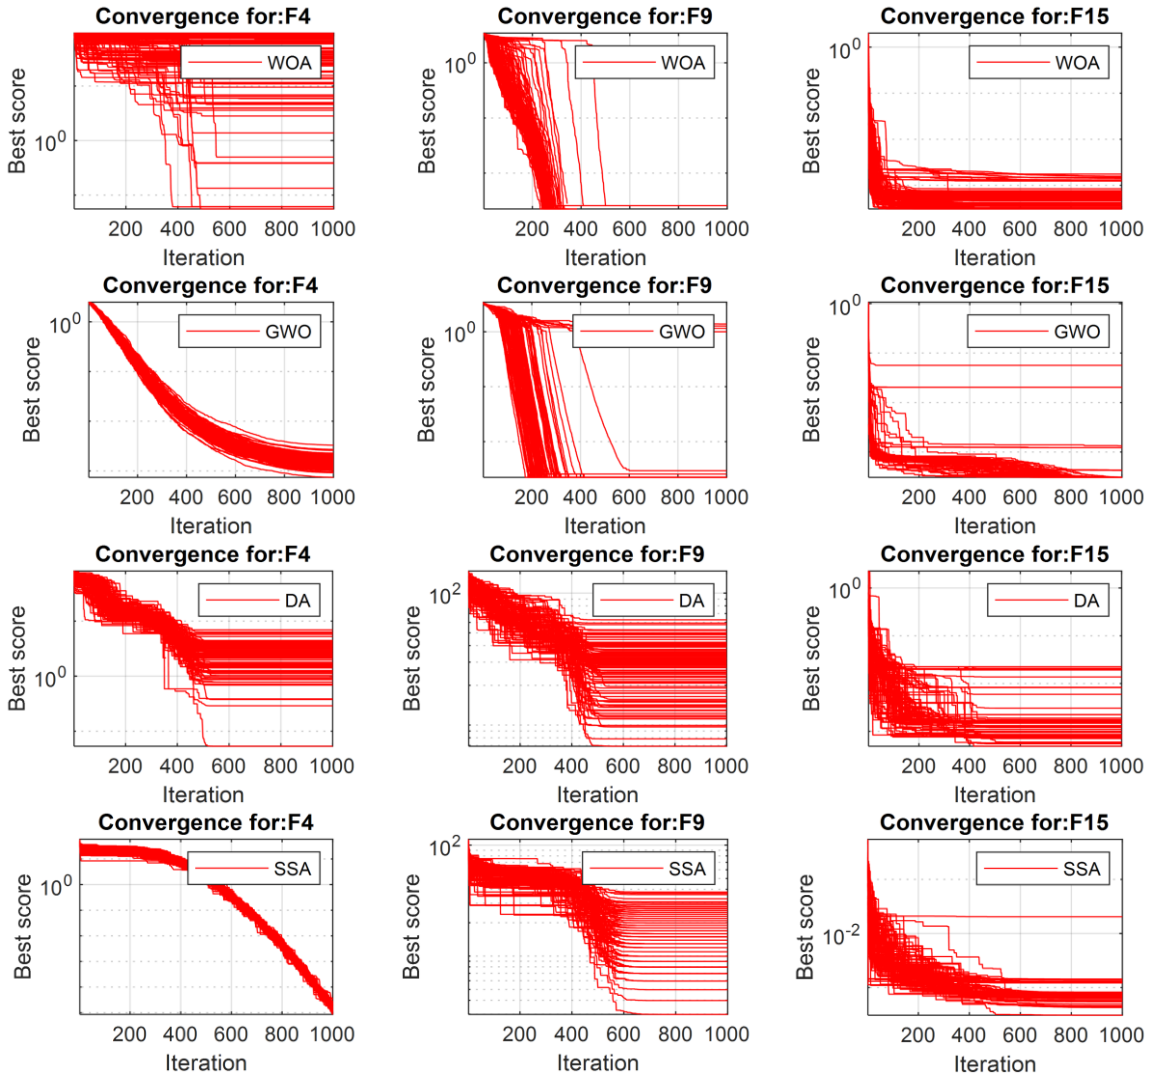 Convergence for:F4
WOA
Best score
10^0
200 400 600 800 1000
Iteration
Convergence for:F9
WOA
Best score
10^0
200 400 600 800 1000
Iteration
Convergence for:F15
WOA
Best score
10^0
200 400 600 800 1000
Iteration
Convergence for:F4
GWO
Best score
10^0
200 400 600 800 1000
Iteration
Convergence for:F9
GWO
Best score
10^0
200 400 600 800 1000
Iteration
Convergence for:F15
GWO
Best score
10^0
200 400 600 800 1000
Iteration
Convergence for:F4
DA
Best score
10^0
200 400 600 800 1000
Iteration
Convergence for:F9
DA
Best score
10^2
200 400 600 800 1000
Iteration
Convergence for:F15
DA
Best score
10^0
200 400 600 800 1000
Iteration
Convergence for:F4
SSA
Best score
10^0
200 400 600 800 1000
Iteration
Convergence for:F9
SSA
Best score
10^2
200 400 600 800 1000
Iteration
Convergence for:F15
SSA
Best score
10^-2
200 400 600 800 1000
Iteration